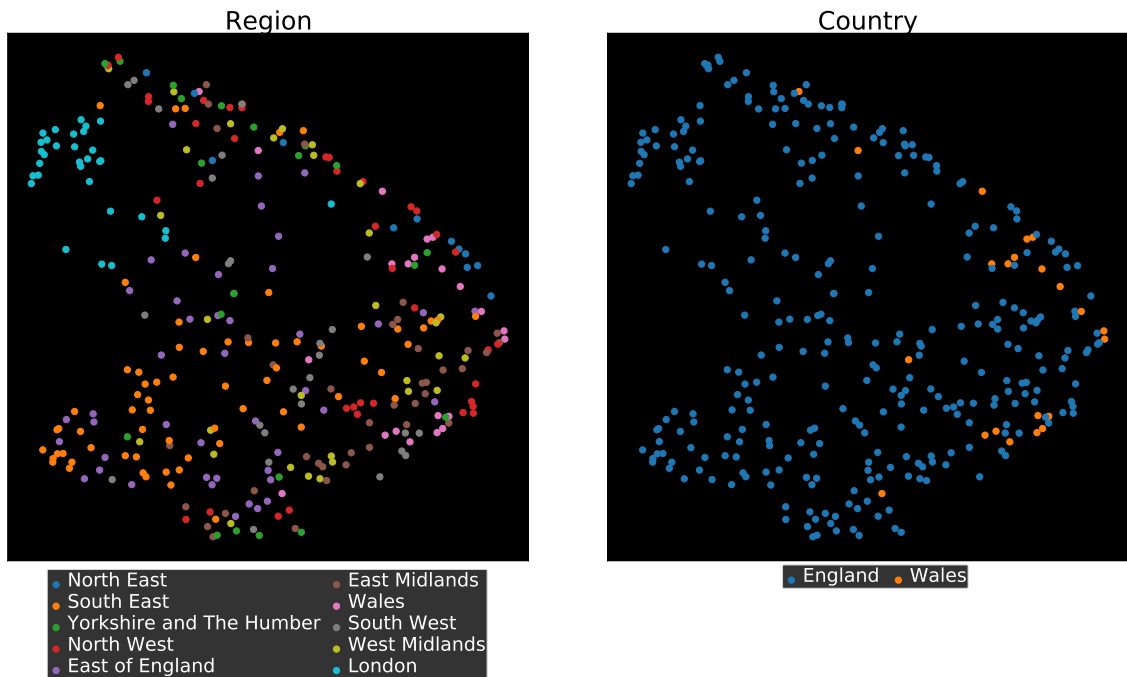 Region
North East
South East
Yorkshire and The Humber
North West
East of England
East Midlands
Wales
South West
West Midlands
London
Country
England
Wales